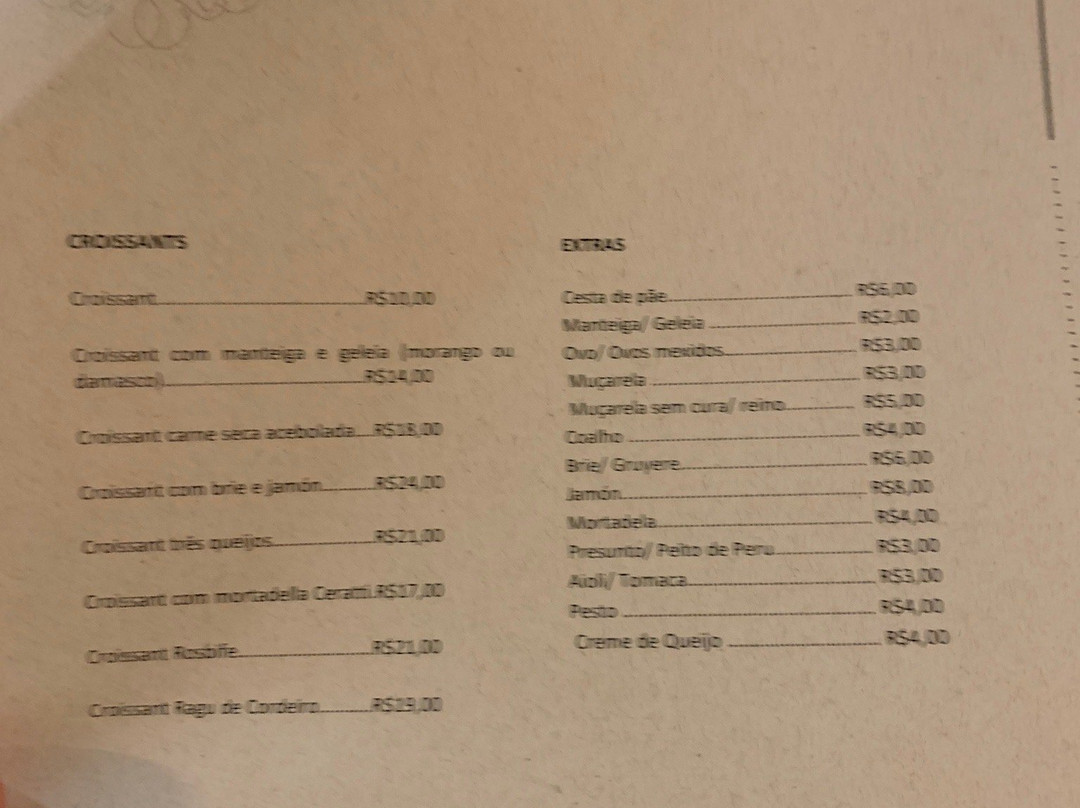 CROISSANTS
Croissant........................................R$10,00
Croissant com manteiga e geleia (morango ou
damasco)........................................R$14,00
Croissant carne seca acebolada....R$18,00
Croissant com brie e jamón...........R$24,00
Croissant três queijos.....................R$21,00
Croissant com mortadella Ceratti.R$17,00
Croissant Rosbife...........................R$21,00
Croissant Ragu de Cordeiro..........R$19,00
EXTRAS
Cesta de pãe..................................... R$6,00
Manteiga/ Geleia ............................. R$2,00
Ovo/ Ovos mexidos.......................... R$3,00
Muçarela ......................................... R$3,00
Muçarela sem cura/ reino.............. R$5,00
Coalho .............................................. R$4,00
Brie/ Gruyere..................................... R$6,00
Jamón................................................ R$8,00
Mortadela.......................................... R$4,00
Presunto/ Peito de Peru................... R$3,00
Aioli/ Tomaca..................................... R$3,00
Pesto .................................................. R$4,00
Creme de Queijo .............................. R$4,00